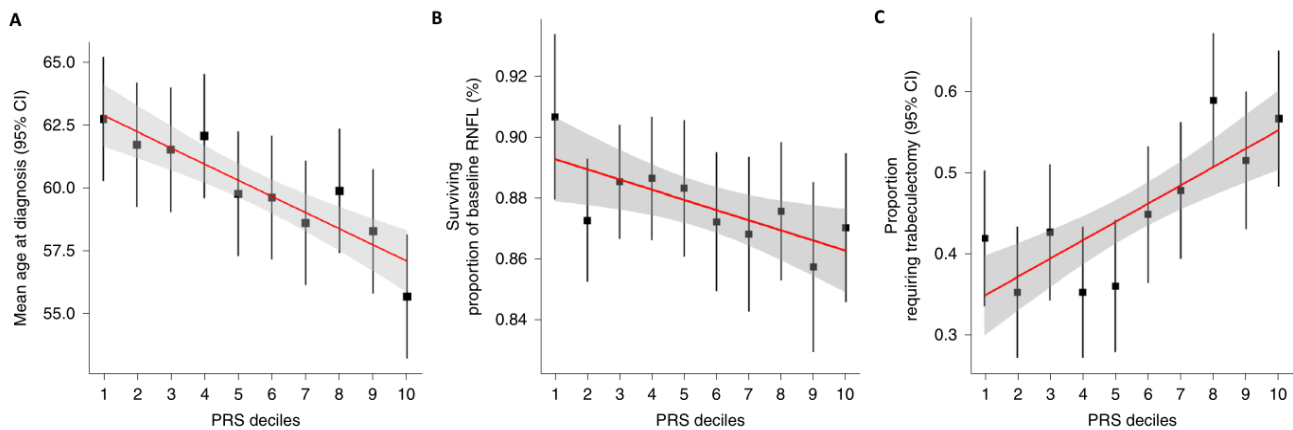 A
Mean age at diagnosis (95% CI)
65.0
62.5
60.0
57.5
55.0
1 2 3 4 5 6 7 8 9 10
PRS deciles
B
Surviving
proportion of baseline RNFL (%)
0.92
0.90
0.88
0.86
0.84
1 2 3 4 5 6 7 8 9 10
PRS deciles
C
Proportion
requiring trabeculectomy (95% CI)
0.6
0.5
0.4
0.3
1 2 3 4 5 6 7 8 9 10
PRS deciles